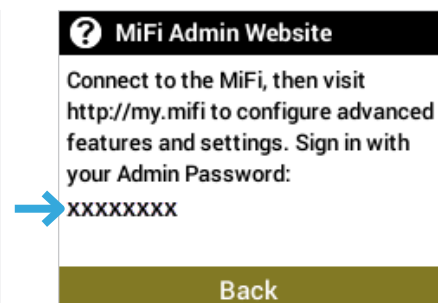 ? MiFi Admin Website
Connect to the MiFi, then visit
http://my.mifi to configure advanced
features and settings. Sign in with
your Admin Password:
xxxxxxxx
Back